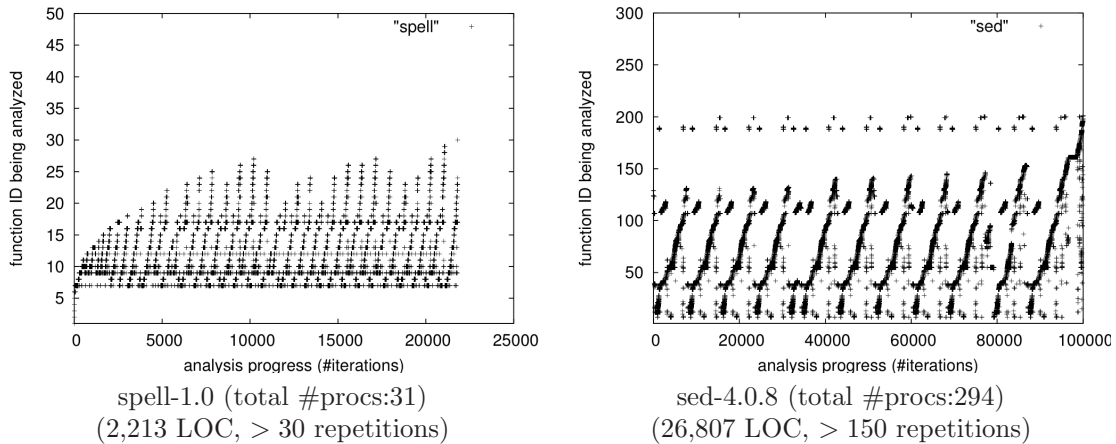 50
45
40
35
30
25
20
15
10
5
function ID being analyzed
"spell"
0
5000
10000
15000
20000
25000
analysis progress (#iterations)
spell-1.0 (total #procs:31)
(2,213 LOC, > 30 repetitions)
300
250
200
150
100
50
function ID being analyzed
"sed"
0
20000
40000
60000
80000
100000
analysis progress (#iterations)
sed-4.0.8 (total #procs:294)
(26,807 LOC, > 150 repetitions)